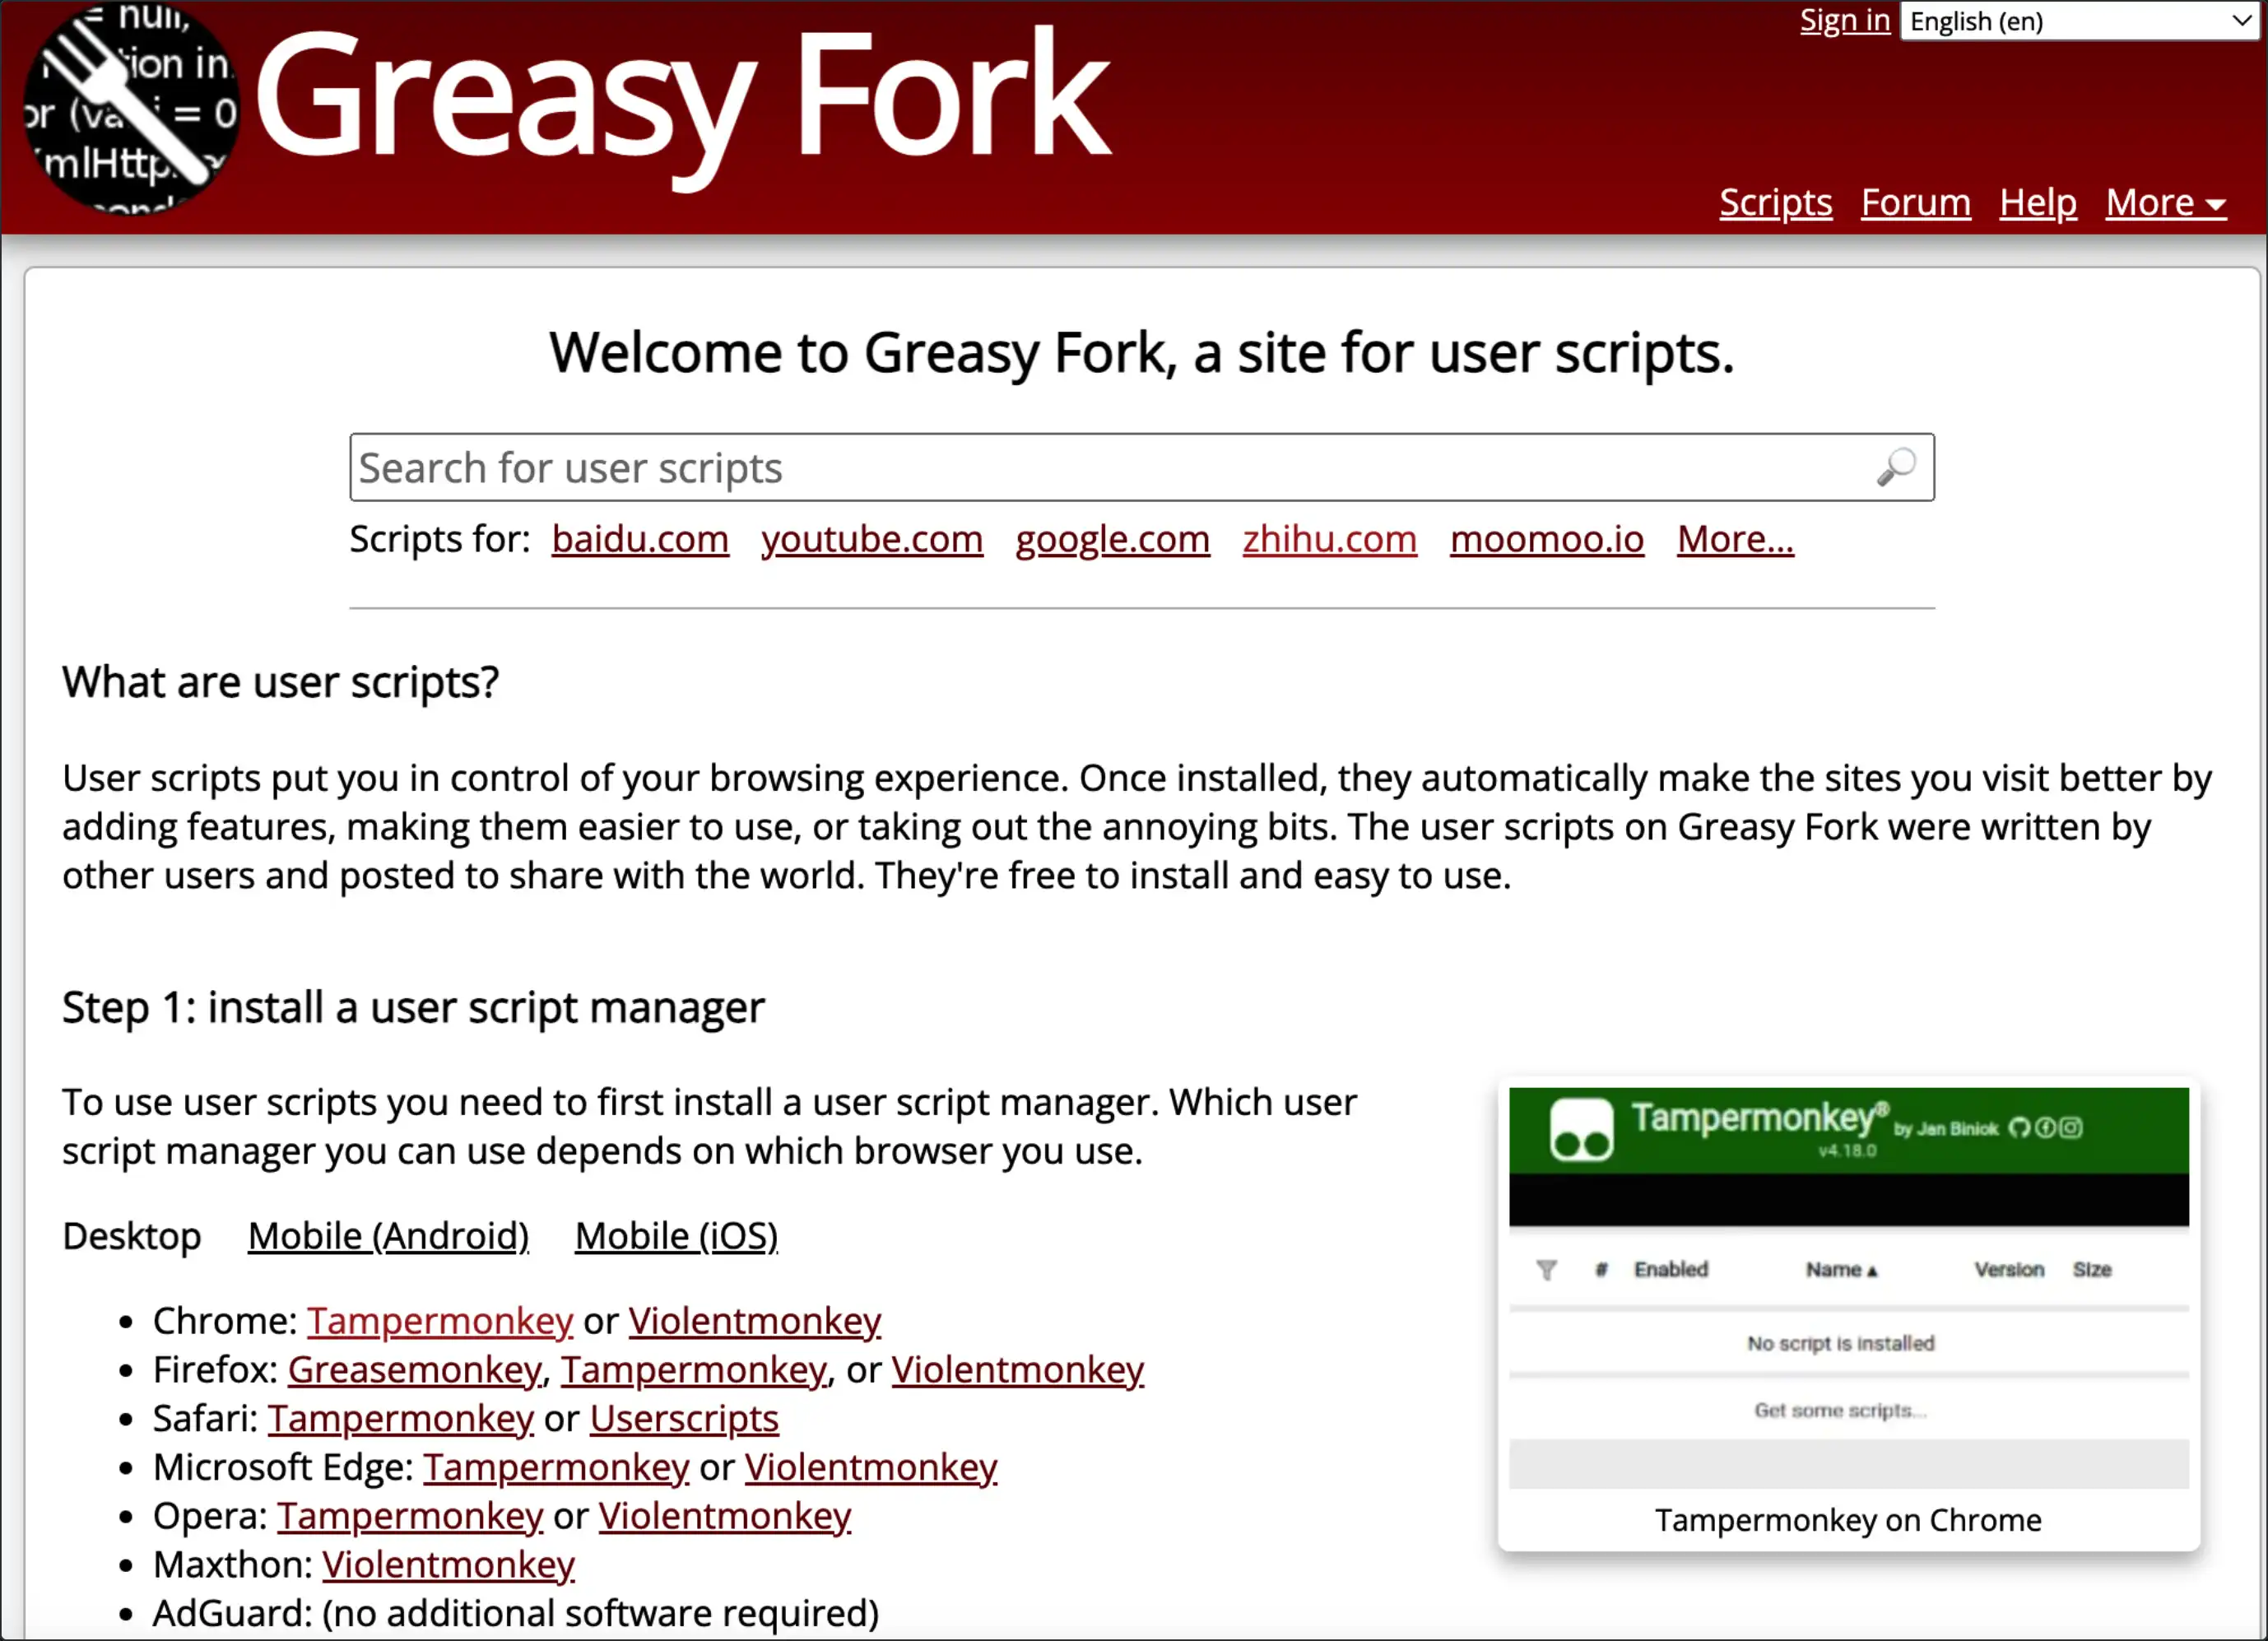 null,
tion in
or (va i = 0
mlHttp
Greasy Fork
Sign in English (en)
Scripts Forum Help More
Welcome to Greasy Fork, a site for user scripts.
Search for user scripts
Scripts for: baidu.com youtube.com google.com zhihu.com moomoo.io More...
What are user scripts?
User scripts put you in control of your browsing experience. Once installed, they automatically make the sites you visit better by
adding features, making them easier to use, or taking out the annoying bits. The user scripts on Greasy Fork were written by
other users and posted to share with the world. They're free to install and easy to use.
Step 1: install a user script manager
To use user scripts you need to first install a user script manager. Which user
script manager you can use depends on which browser you use.
Desktop Mobile (Android) Mobile (iOS)
• Chrome: Tampermonkey or Violentmonkey
• Firefox: Greasemonkey, Tampermonkey, or Violentmonkey
• Safari: Tampermonkey or Userscripts
• Microsoft Edge: Tampermonkey or Violentmonkey
• Opera: Tampermonkey or Violentmonkey
• Maxthon: Violentmonkey
• AdGuard: (no additional software required)
Tampermonkey® by Jan Biniok
v4.18.0
# Enabled Name ▲ Version Size
No script is installed
Get some scripts...
Tampermonkey on Chrome